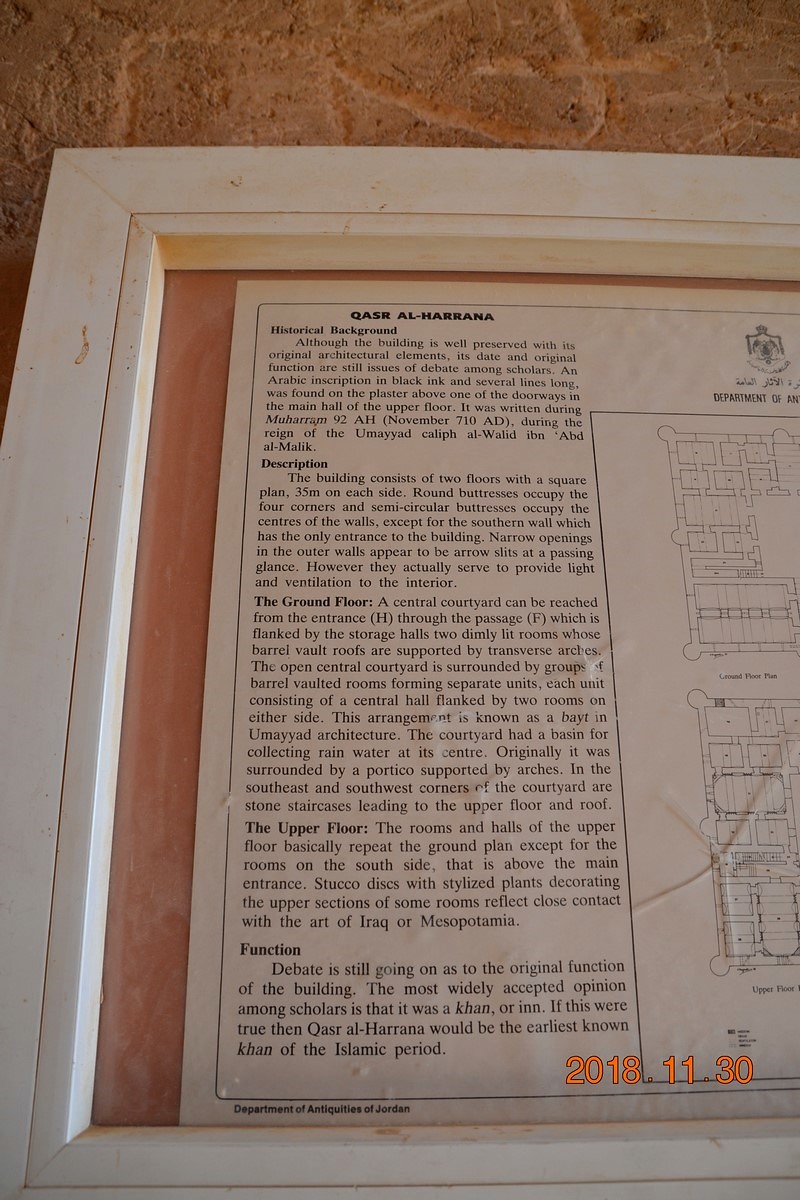 QASR AL-HARRANA
Historical Background
Although the building is well preserved with its
original architectural elements, its date and original
function are still issues of debate among scholars. An
Arabic inscription in black ink and several lines long,
was found on the plaster above one of the doorways in
the main hall of the upper floor. It was written during
Muharram 92 AH (November 710 AD), during the
reign of the Umayyad caliph al-Walid ibn ‘Abd
al-Malik.
Description
The building consists of two floors with a square
plan, 35m on each side. Round buttresses occupy the
four corners and semi-circular buttresses occupy the
centres of the walls, except for the southern wall which
has the only entrance to the building. Narrow openings
in the outer walls appear to be arrow slits at a passing
glance. However they actually serve to provide light
and ventilation to the interior.
The Ground Floor: A central courtyard can be reached
from the entrance (H) through the passage (F) which is
flanked by the storage halls two dimly lit rooms whose
barrel vault roofs are supported by transverse arches.
The open central courtyard is surrounded by groups of
barrel vaulted rooms forming separate units, each unit
consisting of a central hall flanked by two rooms on
either side. This arrangement is known as a bayt in
Umayyad architecture. The courtyard had a basin for
collecting rain water at its centre. Originally it was
surrounded by a portico supported by arches. In the
southeast and southwest corners of the courtyard are
stone staircases leading to the upper floor and roof.
The Upper Floor: The rooms and halls of the upper
floor basically repeat the ground plan except for the
rooms on the south side, that is above the main
entrance. Stucco discs with stylized plants decorating
the upper sections of some rooms reflect close contact
with the art of Iraq or Mesopotamia.
Function
Debate is still going on as to the original function
of the building. The most widely accepted opinion
among scholars is that it was a khan, or inn. If this were
true then Qasr al-Harrana would be the earliest known
khan of the Islamic period.
Department of Antiquities of Jordan
الآثار العامة
DEPARTMENT OF AN
Ground Floor Plan
Upper Floor
2018.11.30